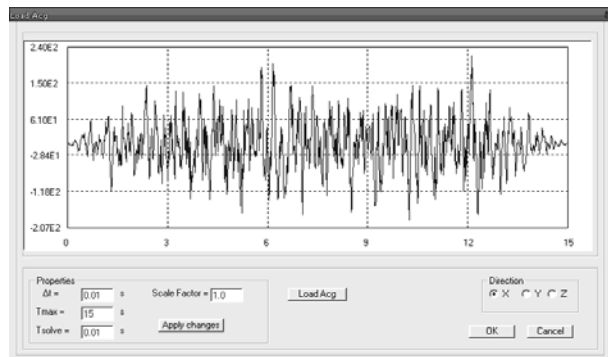 Load Acg
2.40E2
1.50E2
6.10E1
-2.84E1
-1.18E2
-2.07E2
0 3 6 9 12 15
Properties
Δt = 0.01 s
Scale Factor = 1.0
Tmax = 15 s
Tsolve = 0.01 s
Apply changes
Load Acg
Direction
X Y Z
OK Cancel